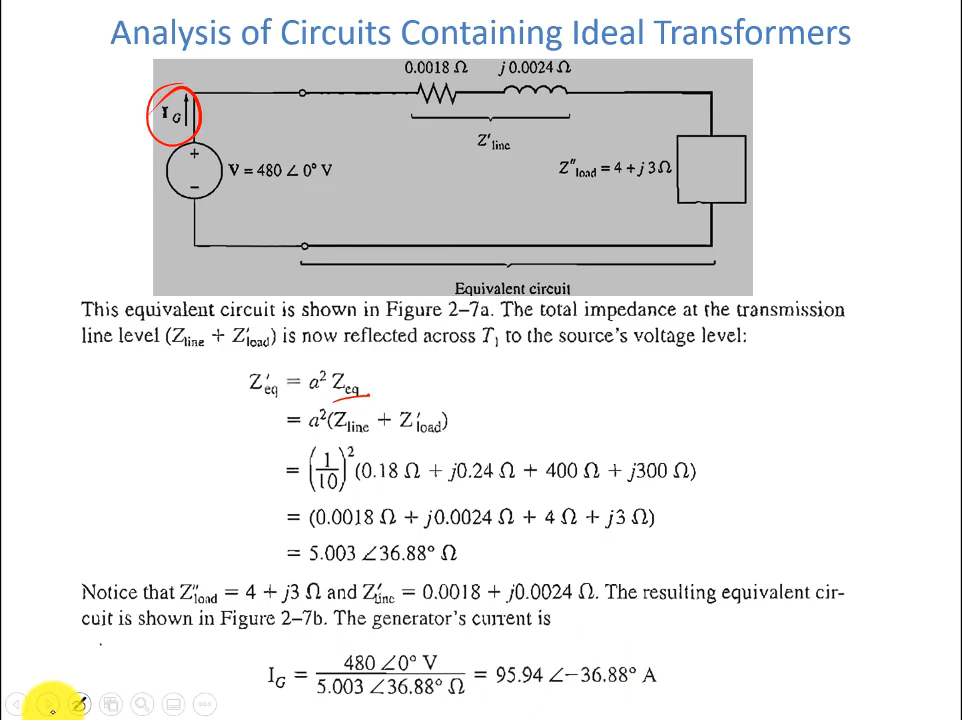 Analysis of Circuits Containing Ideal Transformers
0.0018 Ω j 0.0024 Ω
I_G
Z'_line
+
V = 480 ∠ 0° V
−
Z"_load = 4 + j 3 Ω
Equivalent circuit
This equivalent circuit is shown in Figure 2–7a. The total impedance at the transmission
line level (Z_line + Z'_load) is now reflected across T_1 to the source's voltage level:
Z'_eq = a² Z_eq
= a²(Z_line + Z'_load)
= (1/10)² (0.18 Ω + j0.24 Ω + 400 Ω + j300 Ω)
= (0.0018 Ω + j0.0024 Ω + 4 Ω + j3 Ω)
= 5.003 ∠36.88° Ω
Notice that Z"_load = 4 + j3 Ω and Z'_line = 0.0018 + j0.0024 Ω. The resulting equivalent cir-
cuit is shown in Figure 2–7b. The generator's current is
I_G = 480 ∠0° V / 5.003 ∠36.88° Ω = 95.94 ∠−36.88° A